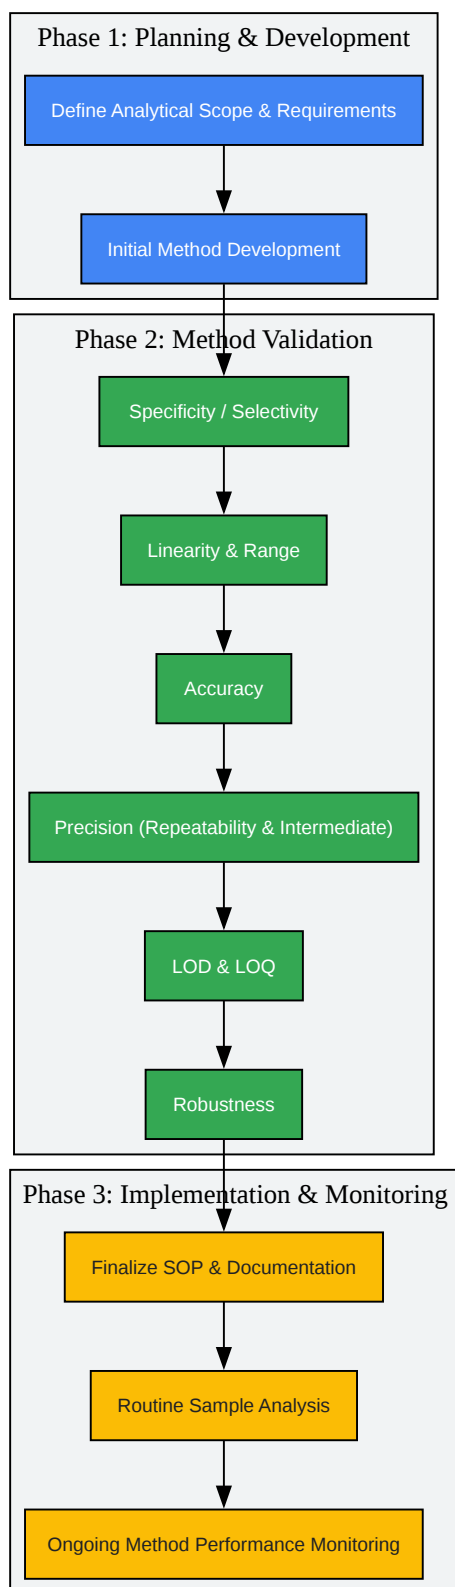 Phase 1: Planning & Development
Define Analytical Scope & Requirements
Initial Method Development
Phase 2: Method Validation
Specificity / Selectivity
Linearity & Range
Accuracy
Precision (Repeatability & Intermediate)
LOD & LOQ
Robustness
Phase 3: Implementation & Monitoring
Finalize SOP & Documentation
Routine Sample Analysis
Ongoing Method Performance Monitoring